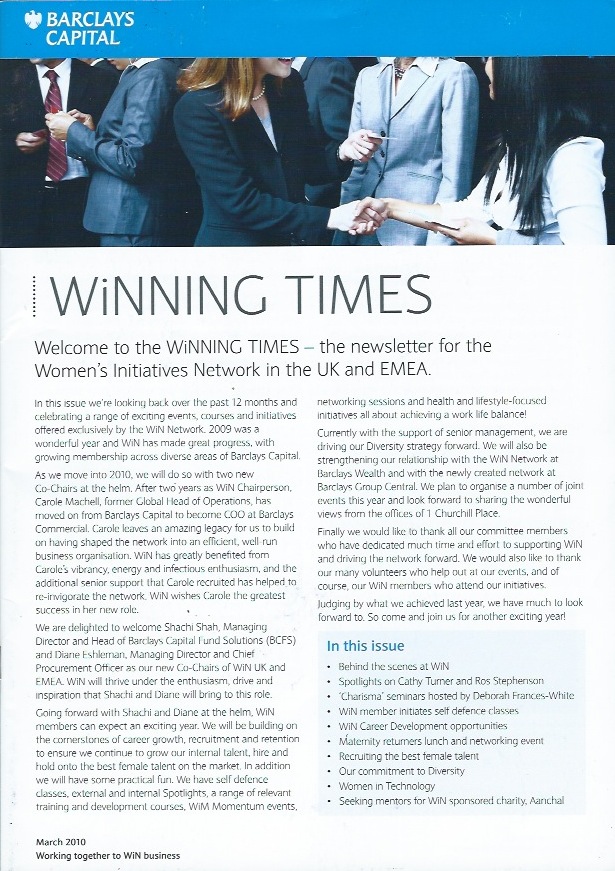 BARCLAYS
CAPITAL
WiNNING TIMES
Welcome to the WiNNING TIMES – the newsletter for the
Women's Initiatives Network in the UK and EMEA.
In this issue we're looking back over the past 12 months and
celebrating a range of exciting events, courses and initiatives
offered exclusively by the WiN Network. 2009 was a
wonderful year and WiN has made great progress, with
growing membership across diverse areas of Barclays Capital.
As we move into 2010, we will do so with two new
Co-Chairs at the helm. After two years as WiN Chairperson,
Carole Machell, former Global Head of Operations, has
moved on from Barclays Capital to become COO at Barclays
Commercial. Carole leaves an amazing legacy for us to build
on having shaped the network into an efficient, well-run
business organisation. WiN has greatly benefited from
Carole's vibrancy, energy and infectious enthusiasm, and the
additional senior support that Carole recruited has helped to
re-invigorate the network. WiN wishes Carole the greatest
success in her new role.
We are delighted to welcome Shachi Shah, Managing
Director and Head of Barclays Capital Fund Solutions (BCFS)
and Diane Eshleman, Managing Director and Chief
Procurement Officer as our new Co-Chairs of WiN UK and
EMEA. WiN will thrive under the enthusiasm, drive and
inspiration that Shachi and Diane will bring to this role.
Going forward with Shachi and Diane at the helm, WiN
members can expect an exciting year. We will be building on
the cornerstones of career growth, recruitment and retention
to ensure we continue to grow our internal talent, hire and
hold onto the best female talent on the market. In addition
we will have some practical fun. We have self defence
classes, external and internal Spotlights, a range of relevant
training and development courses, WiM Momentum events,
networking sessions and health and lifestyle-focused
initiatives all about achieving a work life balance!
Currently with the support of senior management, we are
driving our Diversity strategy forward. We will also be
strengthening our relationship with the WiN Network at
Barclays Wealth and with the newly created network at
Barclays Group Central. We plan to organise a number of joint
events this year and look forward to sharing the wonderful
views from the offices of 1 Churchill Place.
Finally we would like to thank all our committee members
who have dedicated much time and effort to supporting WiN
and driving the network forward. We would also like to thank
our many volunteers who help out at our events, and of
course, our WiN members who attend our initiatives.
Judging by what we achieved last year, we have much to look
forward to. So come and join us for another exciting year!
In this issue
• Behind the scenes at WiN
• Spotlights on Cathy Turner and Ros Stephenson
• 'Charisma' seminars hosted by Deborah Frances-White
• WiN member initiates self defence classes
• WiN Career Development opportunities
• Maternity returners lunch and networking event
• Recruiting the best female talent
• Our commitment to Diversity
• Women in Technology
• Seeking mentors for WiN sponsored charity, Aanchal
March 2010
Working together to WiN business